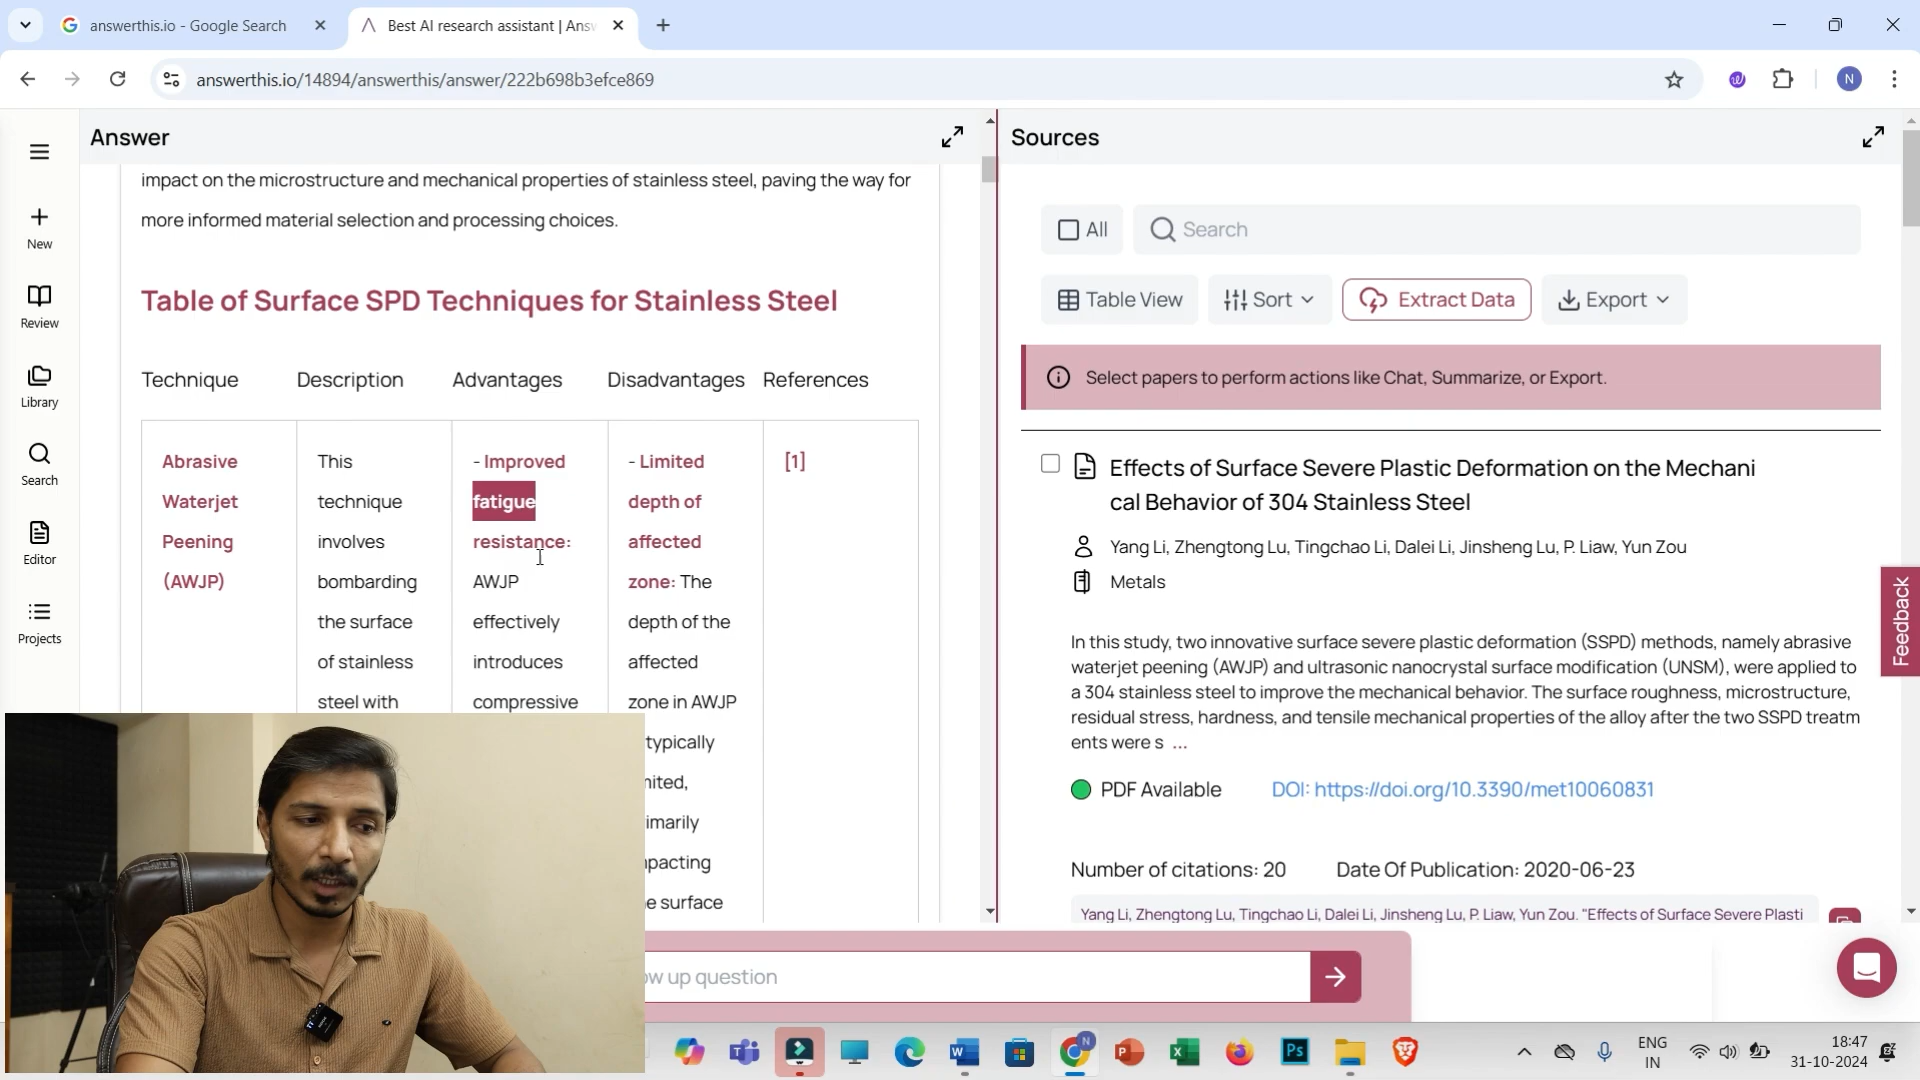 answerthis.io - Google Search
Best AI research assistant | Answ
answerthis.io/14894/answerthis/answer/222b698b3efce869
N
Answer
Sources
New
Review
Library
Search
Editor
Projects
impact on the microstructure and mechanical properties of stainless steel, paving the way for
more informed material selection and processing choices.
Table of Surface SPD Techniques for Stainless Steel
Technique Description Advantages Disadvantages References
Abrasive
Waterjet
Peening
(AWJP)
This
technique
involves
bombarding
the surface
of stainless
steel with
- Improved
fatigue
resistance:
AWJP
effectively
introduces
compressive
- Limited
depth of
affected
zone: The
depth of the
affected
zone in AWJP
typically
surface
[1]
ow up question
All
Search
Table View
Sort
Extract Data
Export
Select papers to perform actions like Chat, Summarize, or Export.
Effects of Surface Severe Plastic Deformation on the Mechani
cal Behavior of 304 Stainless Steel
Yang Li, Zhengtong Lu, Tingchao Li, Dalei Li, Jinsheng Lu, P. Liaw, Yun Zou
Metals
In this study, two innovative surface severe plastic deformation (SSPD) methods, namely abrasive
waterjet peening (AWJP) and ultrasonic nanocrystal surface modification (UNSM), were applied to
a 304 stainless steel to improve the mechanical behavior. The surface roughness, microstructure,
residual stress, hardness, and tensile mechanical properties of the alloy after the two SSPD treatm
ents were s ...
PDF Available
DOI: https://doi.org/10.3390/met10060831
Number of citations: 20
Date Of Publication: 2020-06-23
Yang Li, Zhengtong Lu, Tingchao Li, Dalei Li, Jinsheng Lu, P. Liaw, Yun Zou. "Effects of Surface Severe Plasti
Feedback
Ps
ENG
IN
18:47
31-10-2024